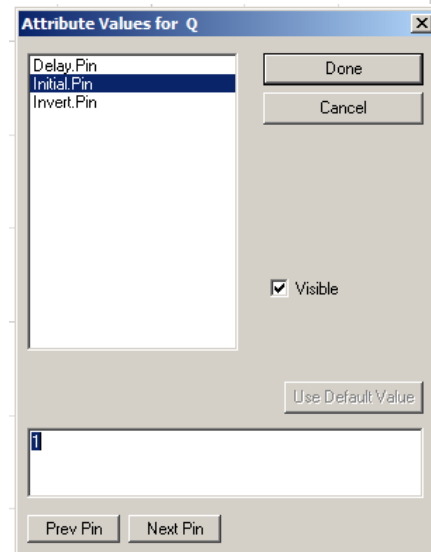 Attribute Values for Q
Delay.Pin
Initial.Pin
Invert.Pin
Done
Cancel
Visible
Use Default Value
1
Prev Pin
Next Pin